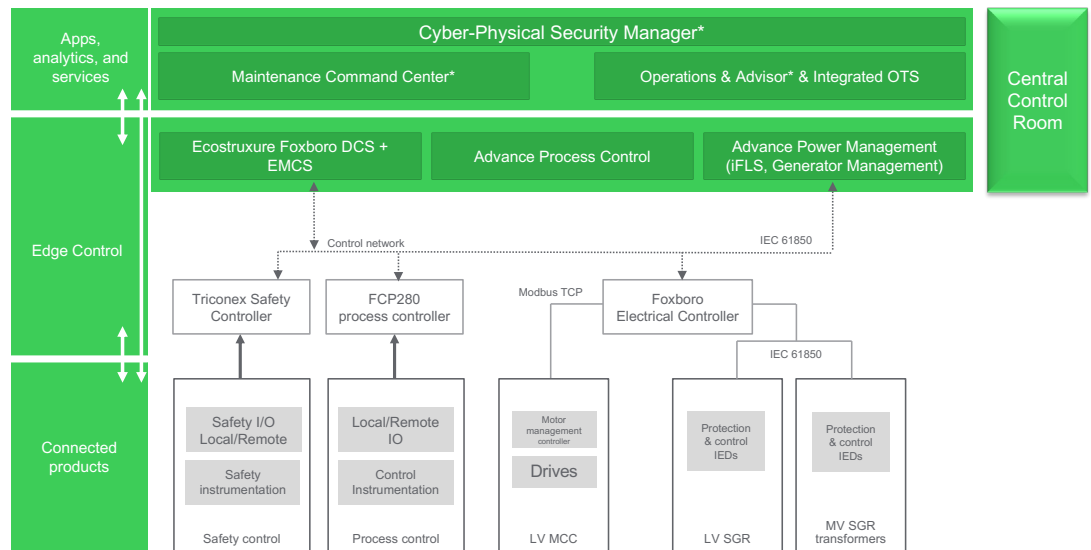 Apps,
analytics, and
services
Cyber-Physical Security Manager*
Maintenance Command Center*
Operations & Advisor* & Integrated OTS
Central
Control
Room
Ecostruxure Foxboro DCS +
EMCS
Advance Process Control
Advance Power Management
(iFLS, Generator Management)
Edge Control
Control network
IEC 61850
Triconex Safety
Controller
FCP280
process controller
Modbus TCP
Foxboro
Electrical Controller
IEC 61850
Connected
products
Safety I/O
Local/Remote
Safety
instrumentation
Safety control
Local/Remote
IO
Control
Instrumentation
Process control
Motor
management
controller
Drives
LV MCC
Protection
& control
IEDs
LV SGR
Protection
& control
IEDs
MV SGR
transformers